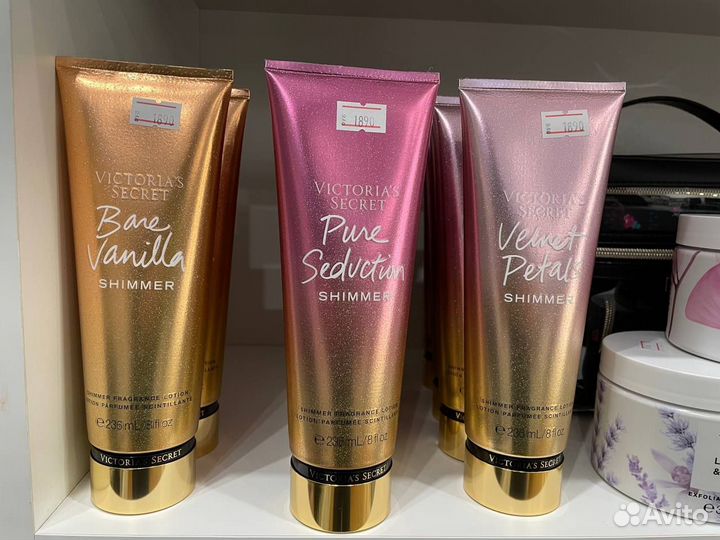 руб 1890
VICTORIA'S
SECRET
Bare
Vanilla
SHIMMER
SHIMMER FRAGRANCE LOTION
LOTION PARFUMÉE SCINTILLANTE
℮236 mL/8 fl oz
VICTORIA'S SECRET
руб 1890
VICTORIA'S
SECRET
Pure
Seduction
SHIMMER
SHIMMER FRAGRANCE LOTION
LOTION PARFUMÉE SCINTILLANTE
℮236 mL/8 fl oz
VICTORIA'S SECRET
руб 1890
VICTORIA'S
SECRET
Velvet
Petals
SHIMMER
SHIMMER FRAGRANCE LOTION
LOTION PARFUMÉE SCINTILLANTE
℮236 mL/8 fl oz
VICTORIA'S SECRET
Avito